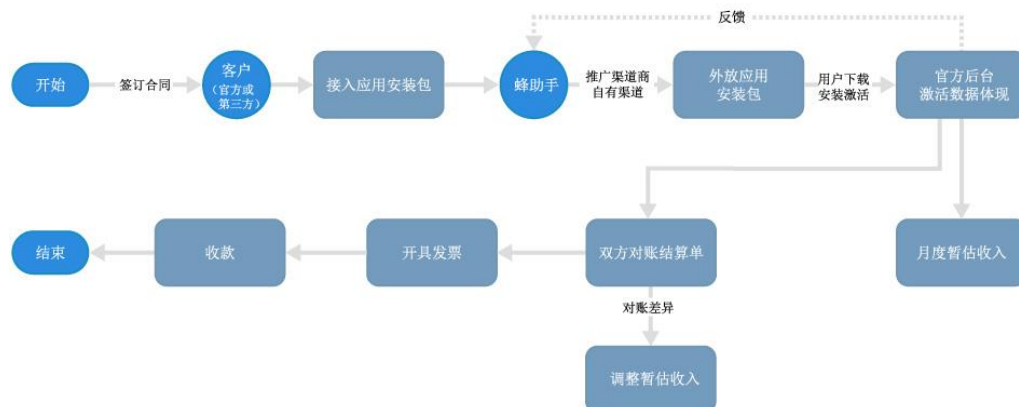 反馈
开始
签订合同
客户
（官方或
第三方）
接入应用安装包
蜂助手
推广渠道商
自有渠道
外放应用
安装包
用户下载
安装激活
官方后台
激活数据体现
结束
收款
开具发票
双方对账结算单
月度暂估收入
对账差异
调整暂估收入